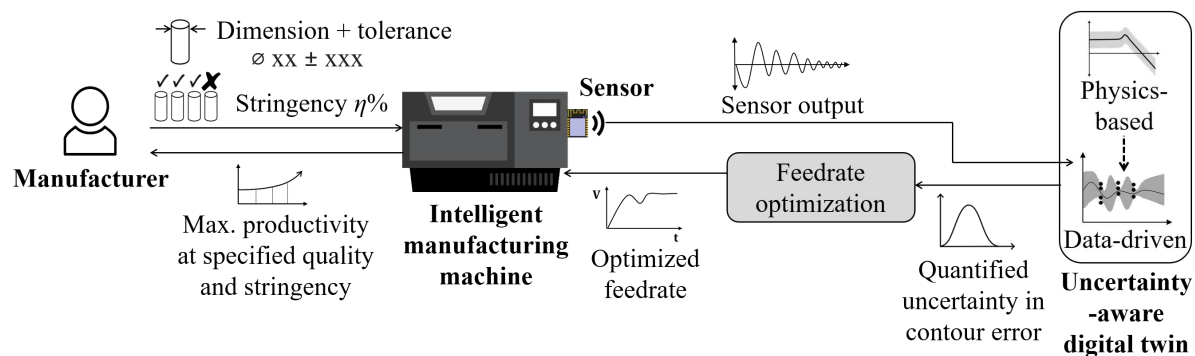 Dimension + tolerance
∅ xx ± xxx
Stringency η%
Manufacturer
Max. productivity
at specified quality
and stringency
Intelligent
manufacturing
machine
Sensor
Sensor output
Feedrate
optimization
v
t
Optimized
feedrate
Quantified
uncertainty in
contour error
Physics-
based
Data-driven
Uncertainty
-aware
digital twin